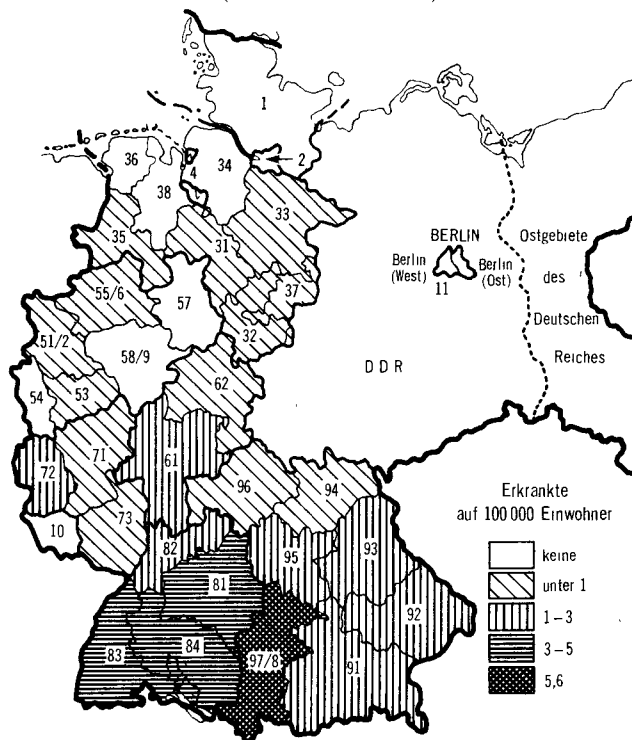 1
2
36
4
34
38
33
35
31
BERLIN
Ostgebiete
Berlin
(West)
Berlin
(Ost)
des
11
55/6
57
37
Deutschen
51/2
32
Reiches
58/9
DDR
62
54
53
71
61
72
96
94
Erkrankte
auf 100 000 Einwohner
73
10
82
95
93
keine
81
unter 1
92
1-3
84
83
97/8
91
3-5
5,6